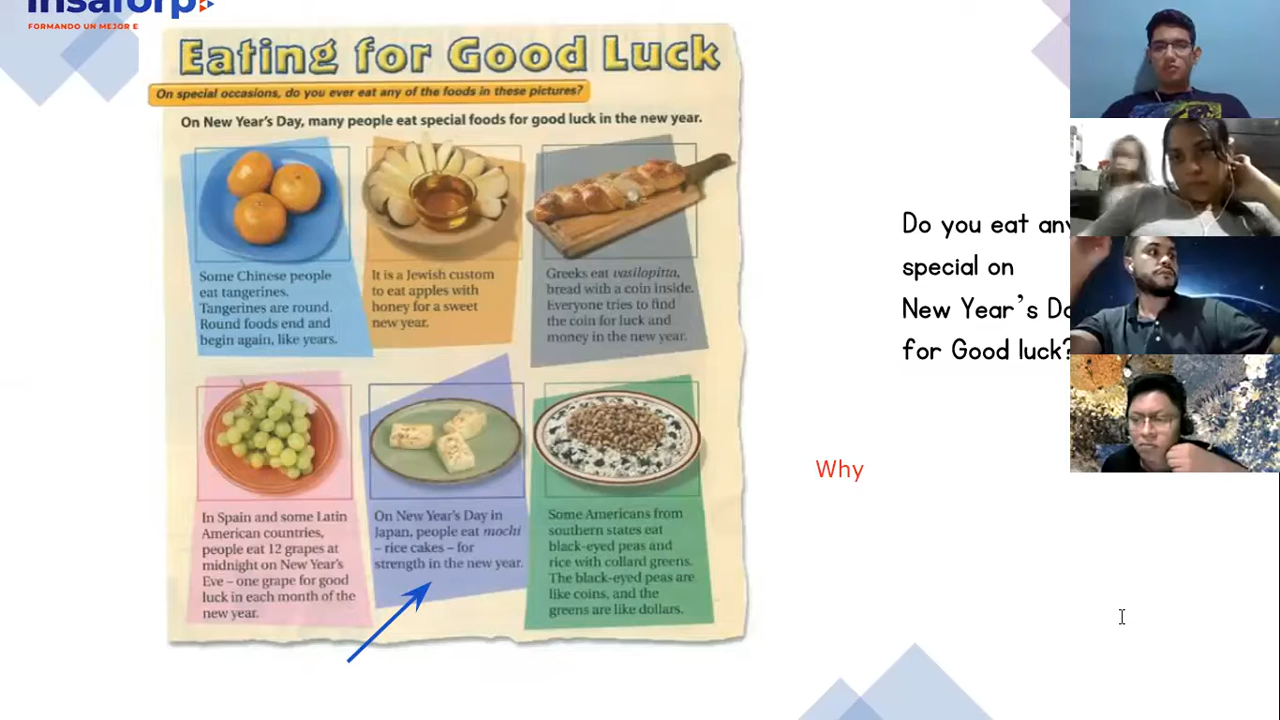 insaforp
FORMANDO UN MEJOR E
Eating for Good Luck
On special occasions, do you ever eat any of the foods in these pictures?
On New Year's Day, many people eat special foods for good luck in the new year.
Some Chinese people
eat tangerines.
Tangerines are round.
Round foods end and
begin again, like years.
It is a Jewish custom
to eat apples with
honey for a sweet
new year.
Greeks eat vasilopitta,
bread with a coin inside.
Everyone tries to find
the coin for luck and
money in the new year.
In Spain and some Latin
American countries,
people eat 12 grapes at
midnight on New Year's
Eve – one grape for good
luck in each month of the
new year.
On New Year's Day in
Japan, people eat mochi
– rice cakes – for
strength in the new year.
Some Americans from
southern states eat
black-eyed peas and
rice with collard greens.
The black-eyed peas are
like coins, and the
greens are like dollars.
Do you eat any
special on
New Year's Da
for Good luck?
Why